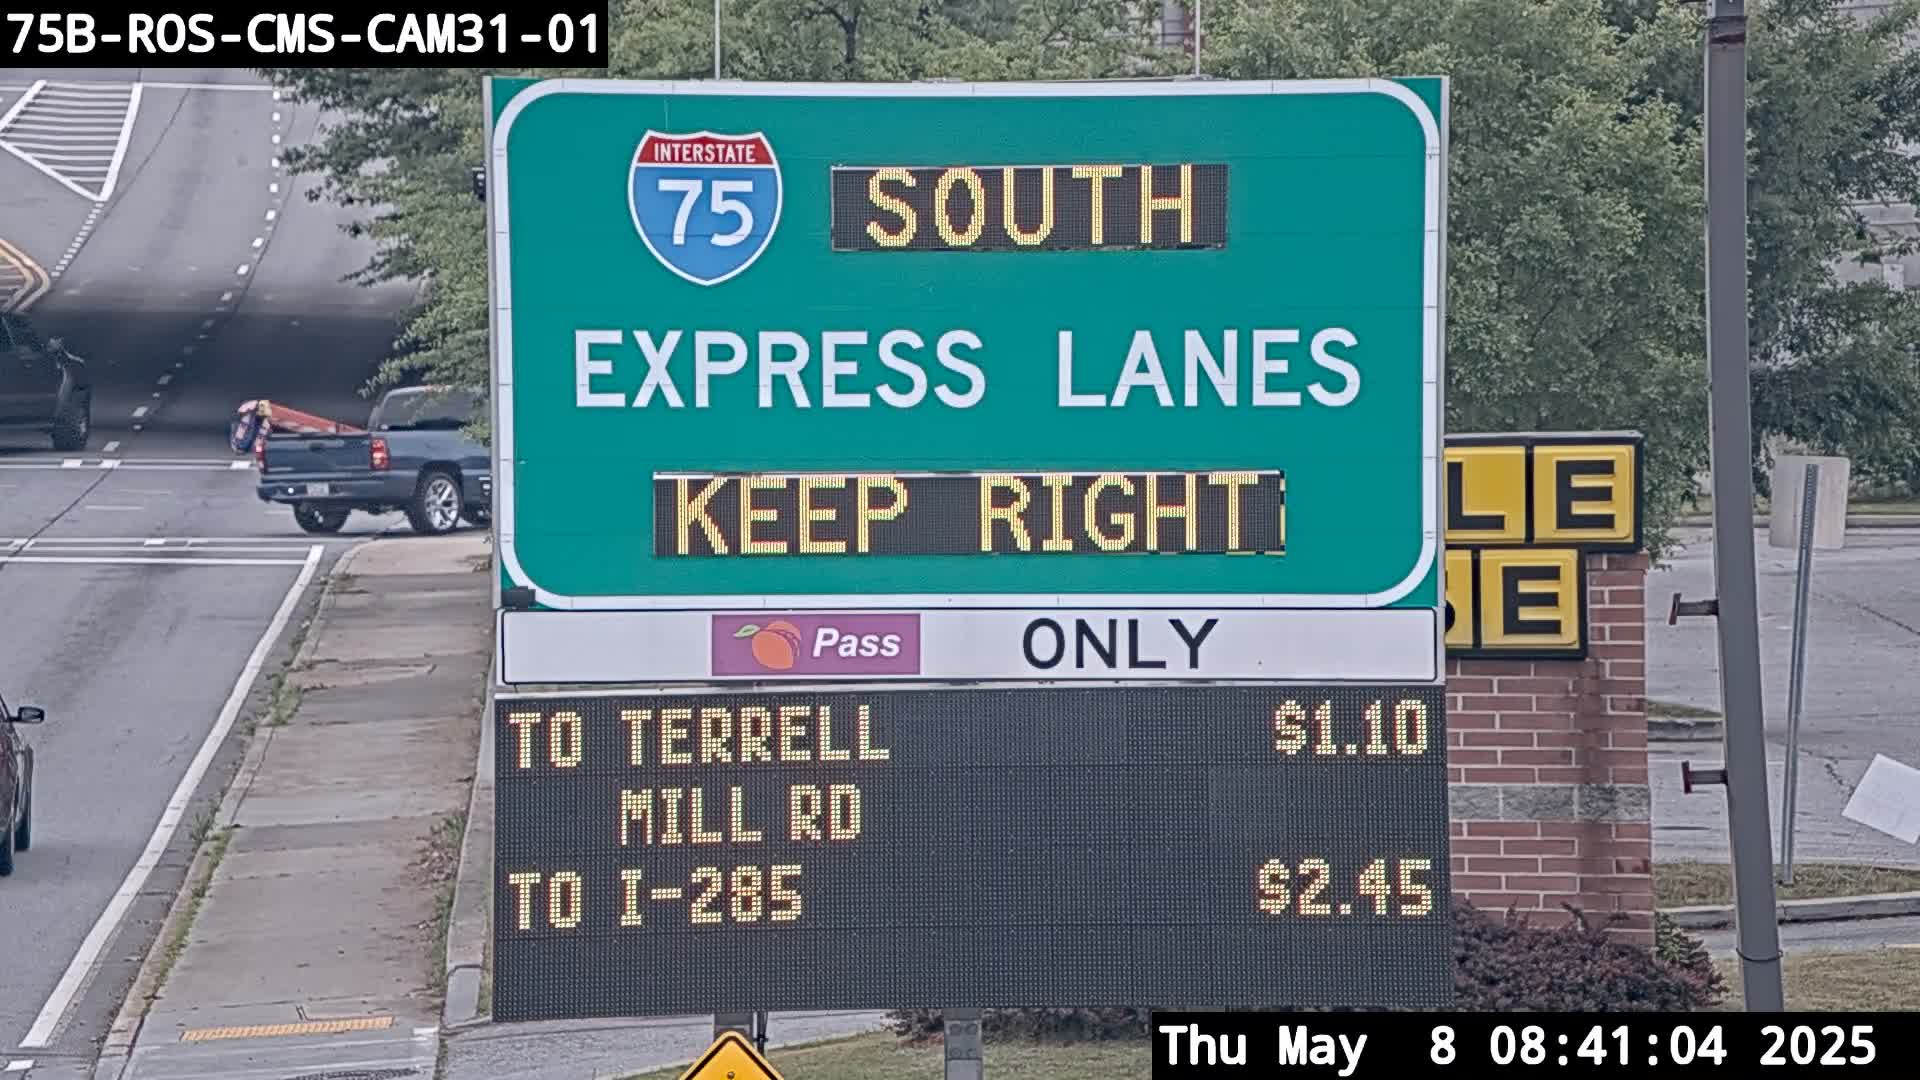 75B-ROS-CMS-CAM31-01
INTERSTATE
75
SOUTH
EXPRESS LANES
KEEP RIGHT
Pass ONLY
TO TERRELL $1.10
MILL RD
TO I-285 $2.45
LE
E
Thu May 8 08:41:04 2025